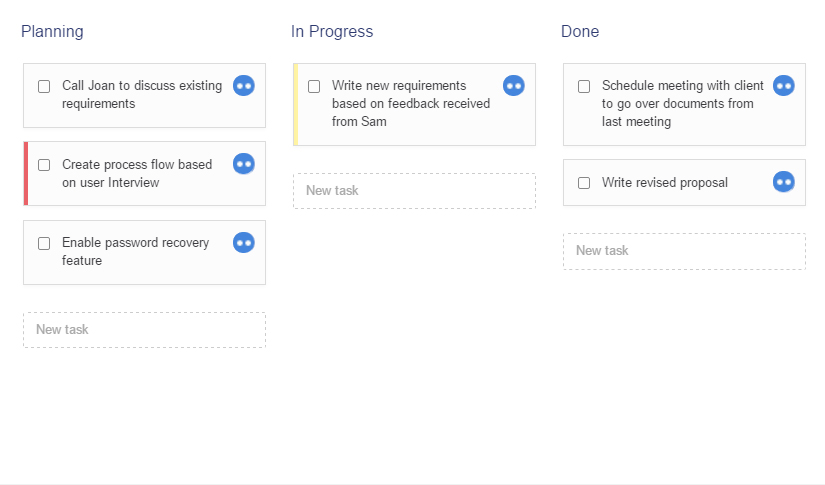 Planning
Call Joan to discuss existing
requirements
Create process flow based
on user Interview
Enable password recovery
feature
New task
In Progress
Write new requirements
based on feedback received
from Sam
New task
Done
Schedule meeting with client
to go over documents from
last meeting
Write revised proposal
New task